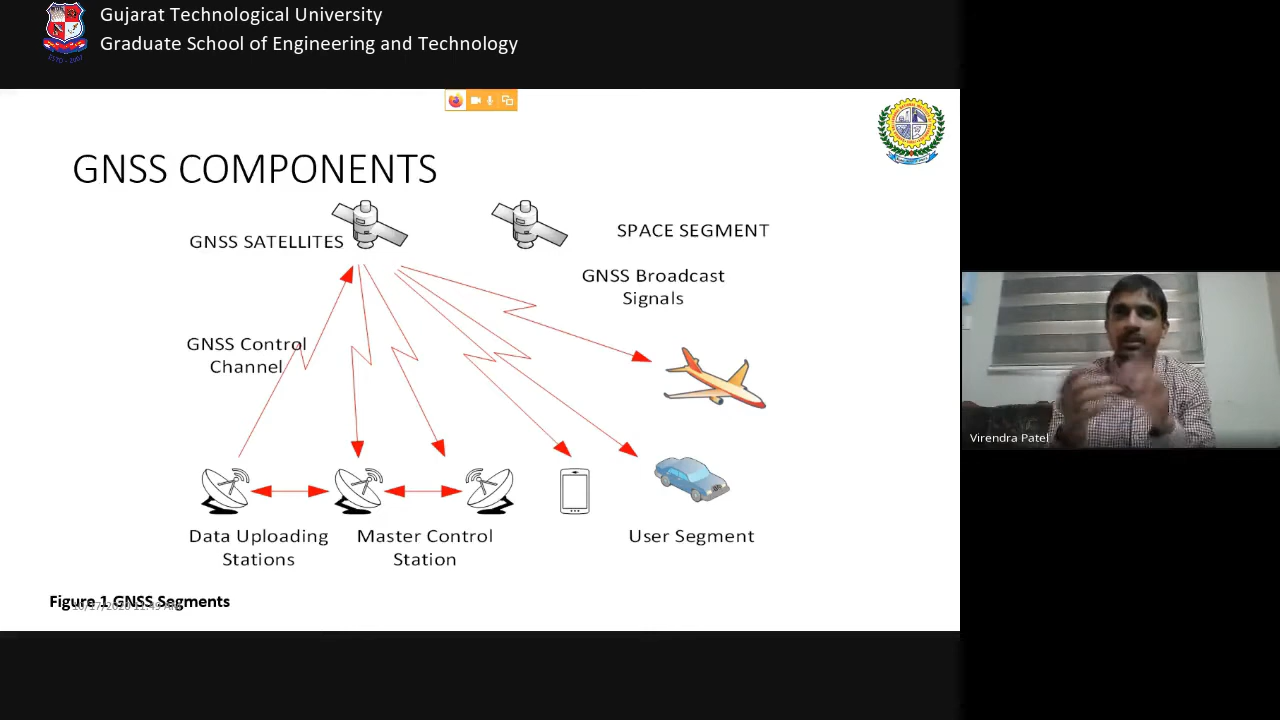 Gujarat Technological University
Graduate School of Engineering and Technology
GNSS COMPONENTS
GNSS SATELLITES
SPACE SEGMENT
GNSS Broadcast
Signals
GNSS Control
Channel
Virendra Patel
Data Uploading
Stations
Master Control
Station
User Segment
Figure 1 GNSS Segments